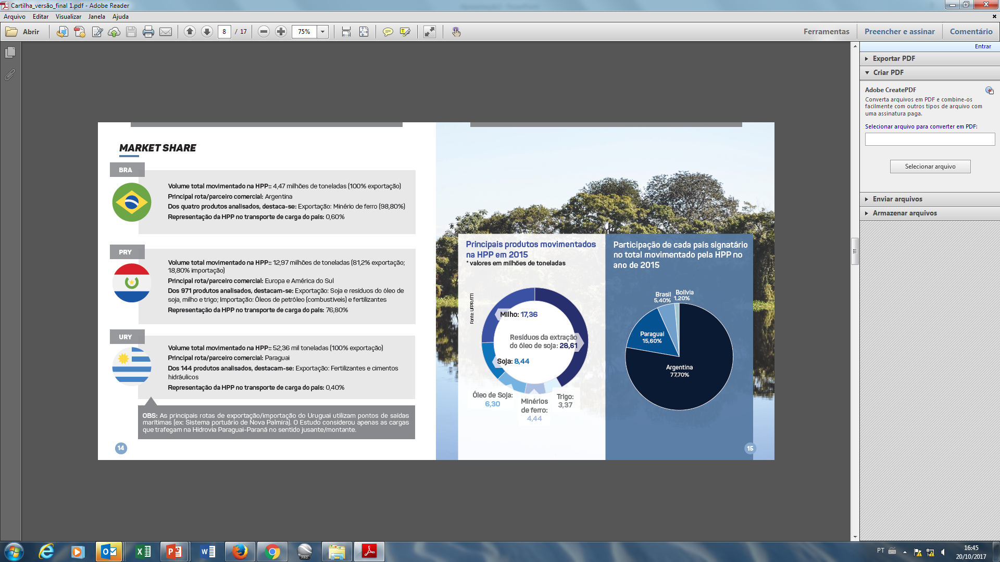 Cartilha_versão_final 1.pdf - Adobe Reader
Arquivo Editar Visualizar Janela Ajuda
Abrir
8 / 17
75%
Ferramentas
Preencher e assinar
Comentário
Entrar
Exportar PDF
Criar PDF
Adobe CreatePDF
Converta arquivos em PDF e combine-os
facilmente com outros tipos de arquivo com
uma assinatura paga.
Selecionar arquivo para converter em PDF:
Selecionar arquivo
Enviar arquivos
Armazenar arquivos
MARKET SHARE
BRA
Volume total movimentado na HPP:: 4,47 milhões de toneladas (100% exportação)
Principal rota/parceiro comercial: Argentina
Dos quatro produtos analisados, destaca-se: Exportação: Minério de ferro (98,80%)
Representação da HPP no transporte de carga do país: 0,60%
PRY
Volume total movimentado na HPP:: 12,97 milhões de toneladas (81,2% exportação;
18,80% importação)
Principal rota/parceiro comercial: Europa e América do Sul
Dos 971 produtos analisados, destacam-se: Exportação: Soja e resíduos do óleo de
soja, milho e trigo; Importação: Óleos de petróleo (combustíveis) e fertilizantes
Representação da HPP no transporte de carga do país: 76,80%
URY
Volume total movimentado na HPP:: 52,36 mil toneladas (100% exportação)
Principal rota/parceiro comercial: Paraguai
Dos 144 produtos analisados, destacam-se: Exportação: Fertilizantes e cimentos
hidráulicos
Representação da HPP no transporte de carga do país: 0,40%
OBS: As principais rotas de exportação/importação do Uruguai utilizam pontos de saídas
marítimas (ex: Sistema portuário de Nova Palmira). O Estudo considerou apenas as cargas
que trafegam na Hidrovia Paraguai-Paraná no sentido jusante/montante.
14
Principais produtos movimentados
na HPP em 2015
* valores em milhões de toneladas
Fonte: UFPR/ITTI
Milho: 17,36
Resíduos da extração
do óleo de soja: 28,61
Soja: 8,44
Óleo de Soja:
6,30
Minérios
de ferro:
4,44
Trigo:
3,37
Participação de cada país signatário
no total movimentado pela HPP no
ano de 2015
Brasil
5,40%
Bolívia
1,20%
Paraguai
15,60%
Argentina
77,70%
15
PT
16:45
20/10/2017